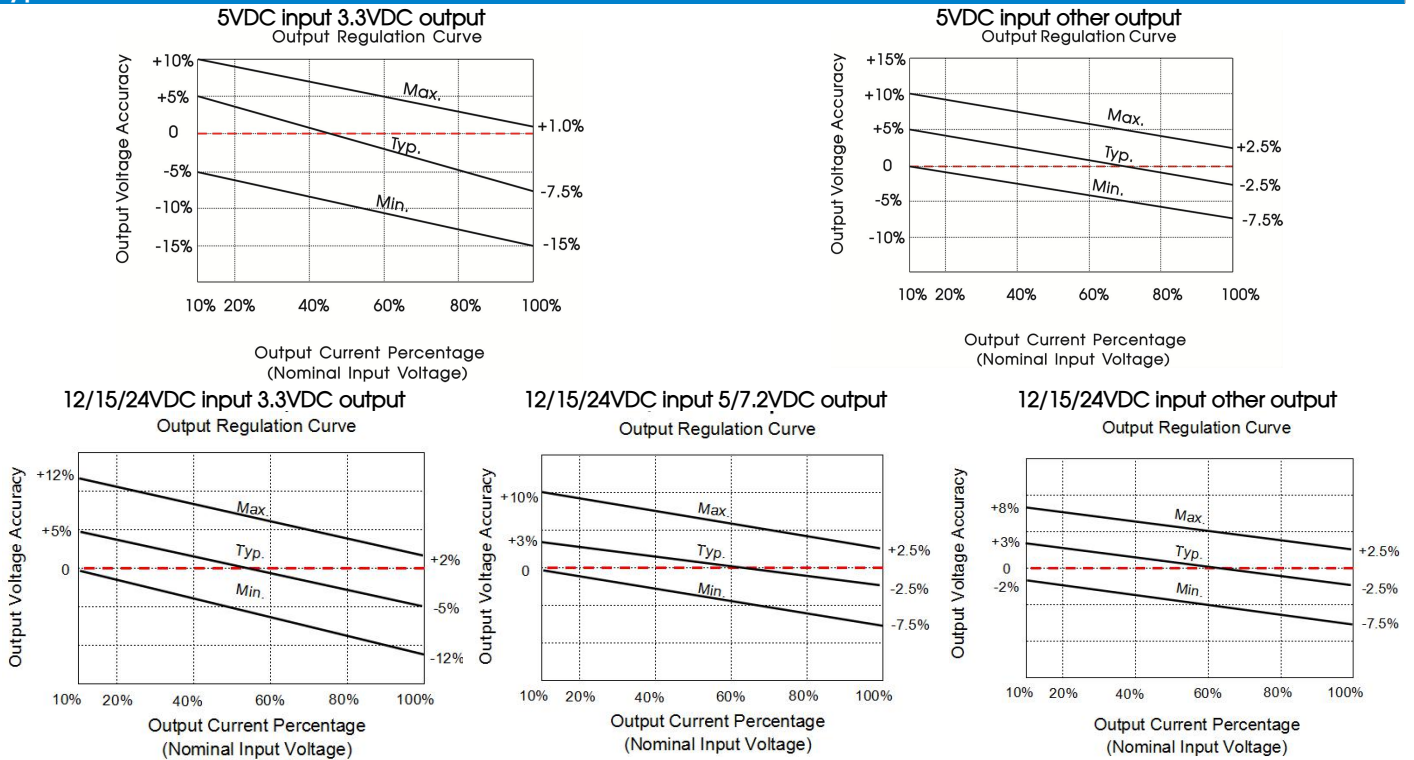 5VDC input 3.3VDC output
Output Regulation Curve
Output Voltage Accuracy
+10%
+5%
0
-5%
-10%
-15%
Max.
Typ.
Min.
+1.0%
-7.5%
-15%
10% 20% 40% 60% 80% 100%
Output Current Percentage
(Nominal Input Voltage)
5VDC input other output
Output Regulation Curve
Output Voltage Accuracy
+15%
+10%
+5%
0
-5%
-10%
Max.
Typ.
Min.
+2.5%
-2.5%
-7.5%
10% 20% 40% 60% 80% 100%
Output Current Percentage
(Nominal Input Voltage)
12/15/24VDC input 3.3VDC output
Output Regulation Curve
Output Voltage Accuracy
+12%
+5%
0
Max.
Typ.
Min.
+2%
-5%
-12%
10% 20% 40% 60% 80% 100%
Output Current Percentage
(Nominal Input Voltage)
12/15/24VDC input 5/7.2VDC output
Output Regulation Curve
Output Voltage Accuracy
+10%
+3%
0
Max.
Typ.
Min.
+2.5%
-2.5%
-7.5%
10% 20% 40% 60% 80% 100%
Output Current Percentage
(Nominal Input Voltage)
12/15/24VDC input other output
Output Regulation Curve
Output Voltage Accuracy
+8%
+3%
0
-2%
Max.
Typ.
Min.
+2.5%
-2.5%
-7.5%
10% 20% 40% 60% 80% 100%
Output Current Percentage
(Nominal Input Voltage)